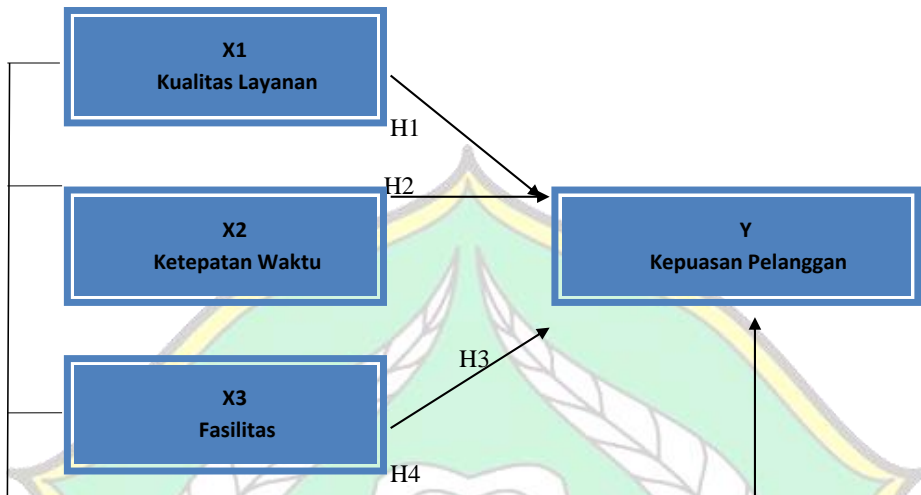 X1
Kualitas Layanan
H1
H2
X2
Ketepatan Waktu
Y
Kepuasan Pelanggan
H3
X3
Fasilitas
H4